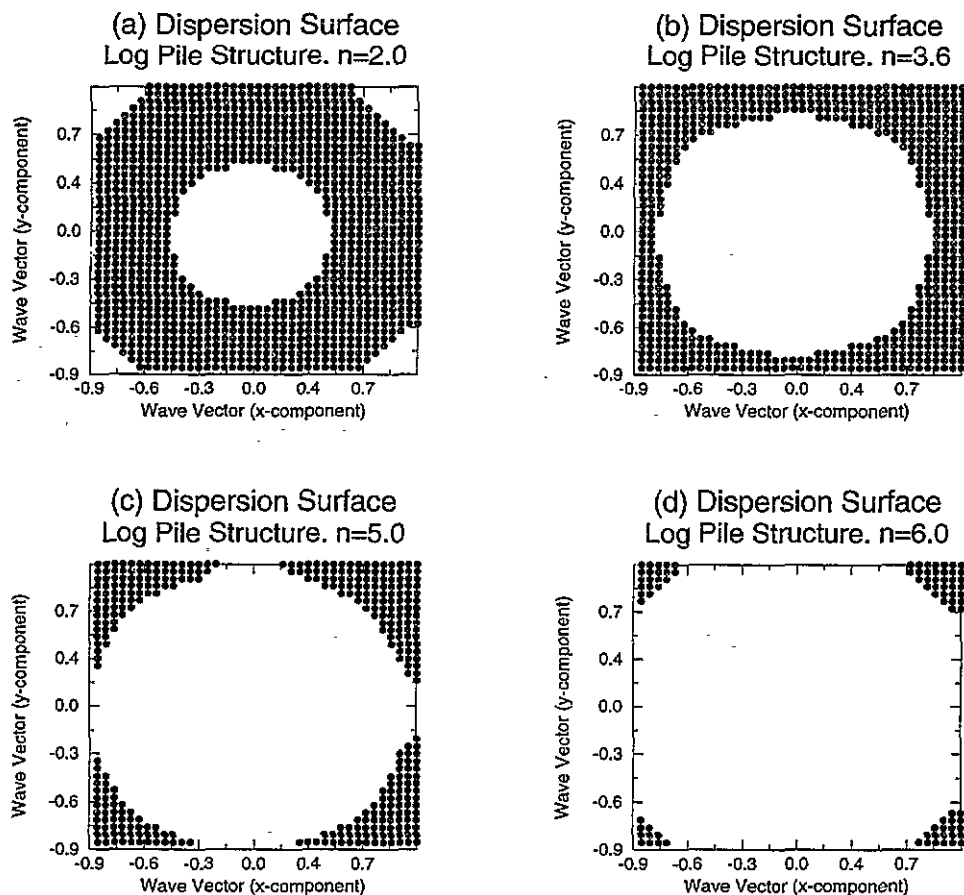 (a) Dispersion Surface
Log Pile Structure. n=2.0
Wave Vector (y-component)
0.7
0.4
0.0
-0.3
-0.6
-0.9
-0.9 -0.6 -0.3 0.0 0.4 0.7
Wave Vector (x-component)
(b) Dispersion Surface
Log Pile Structure. n=3.6
Wave Vector (y-component)
0.7
0.4
0.0
-0.3
-0.6
-0.9
-0.9 -0.6 -0.3 0.0 0.4 0.7
Wave Vector (x-component)
(c) Dispersion Surface
Log Pile Structure. n=5.0
Wave Vector (y-component)
0.7
0.4
0.0
-0.3
-0.6
-0.9
-0.9 -0.6 -0.3 0.0 0.4 0.7
Wave Vector (x-component)
(d) Dispersion Surface
Log Pile Structure. n=6.0
Wave Vector (y-component)
0.7
0.4
0.0
-0.3
-0.6
-0.9
-0.9 -0.6 -0.3 0.0 0.4 0.7
Wave Vector (x-component)